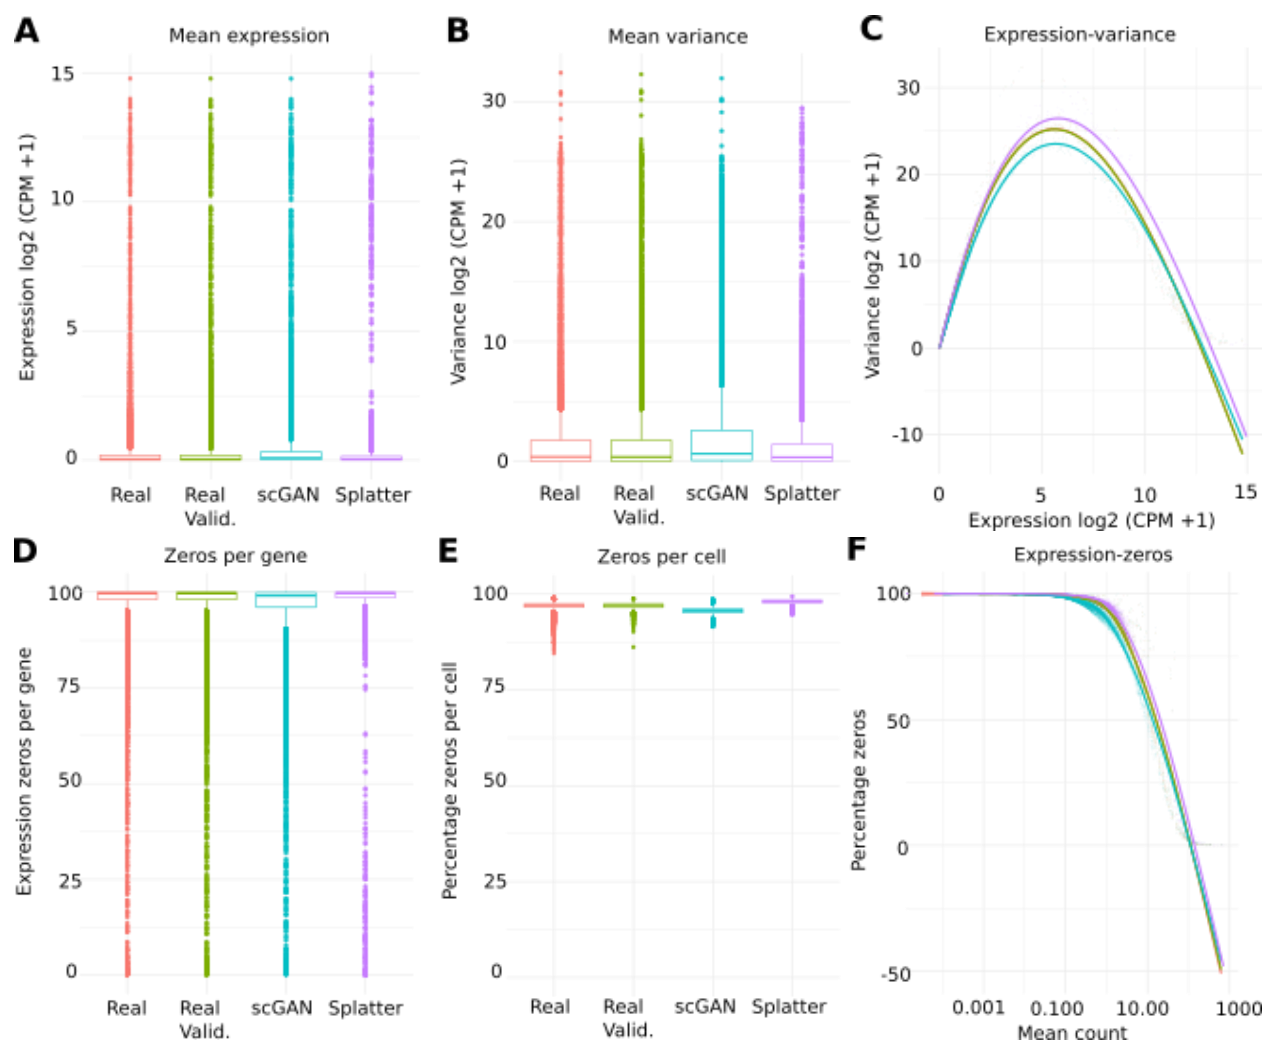 A
Mean expression
Expression log2 (CPM +1)
15
10
5
0
Real
Real
Valid.
scGAN
Splatter
B
Mean variance
Variance log2 (CPM +1)
30
20
10
0
Real
Real
Valid.
scGAN
Splatter
C
Expression-variance
Variance log2 (CPM +1)
30
20
10
0
-10
0
5
10
15
Expression log2 (CPM +1)
D
Zeros per gene
Expression zeros per gene
100
75
50
25
0
Real
Real
Valid.
scGAN
Splatter
E
Zeros per cell
Percentage zeros per cell
100
75
50
25
0
Real
Real
Valid.
scGAN
Splatter
F
Expression-zeros
Percentage zeros
100
50
0
-50
0.001
0.100
10.00
1000
Mean count